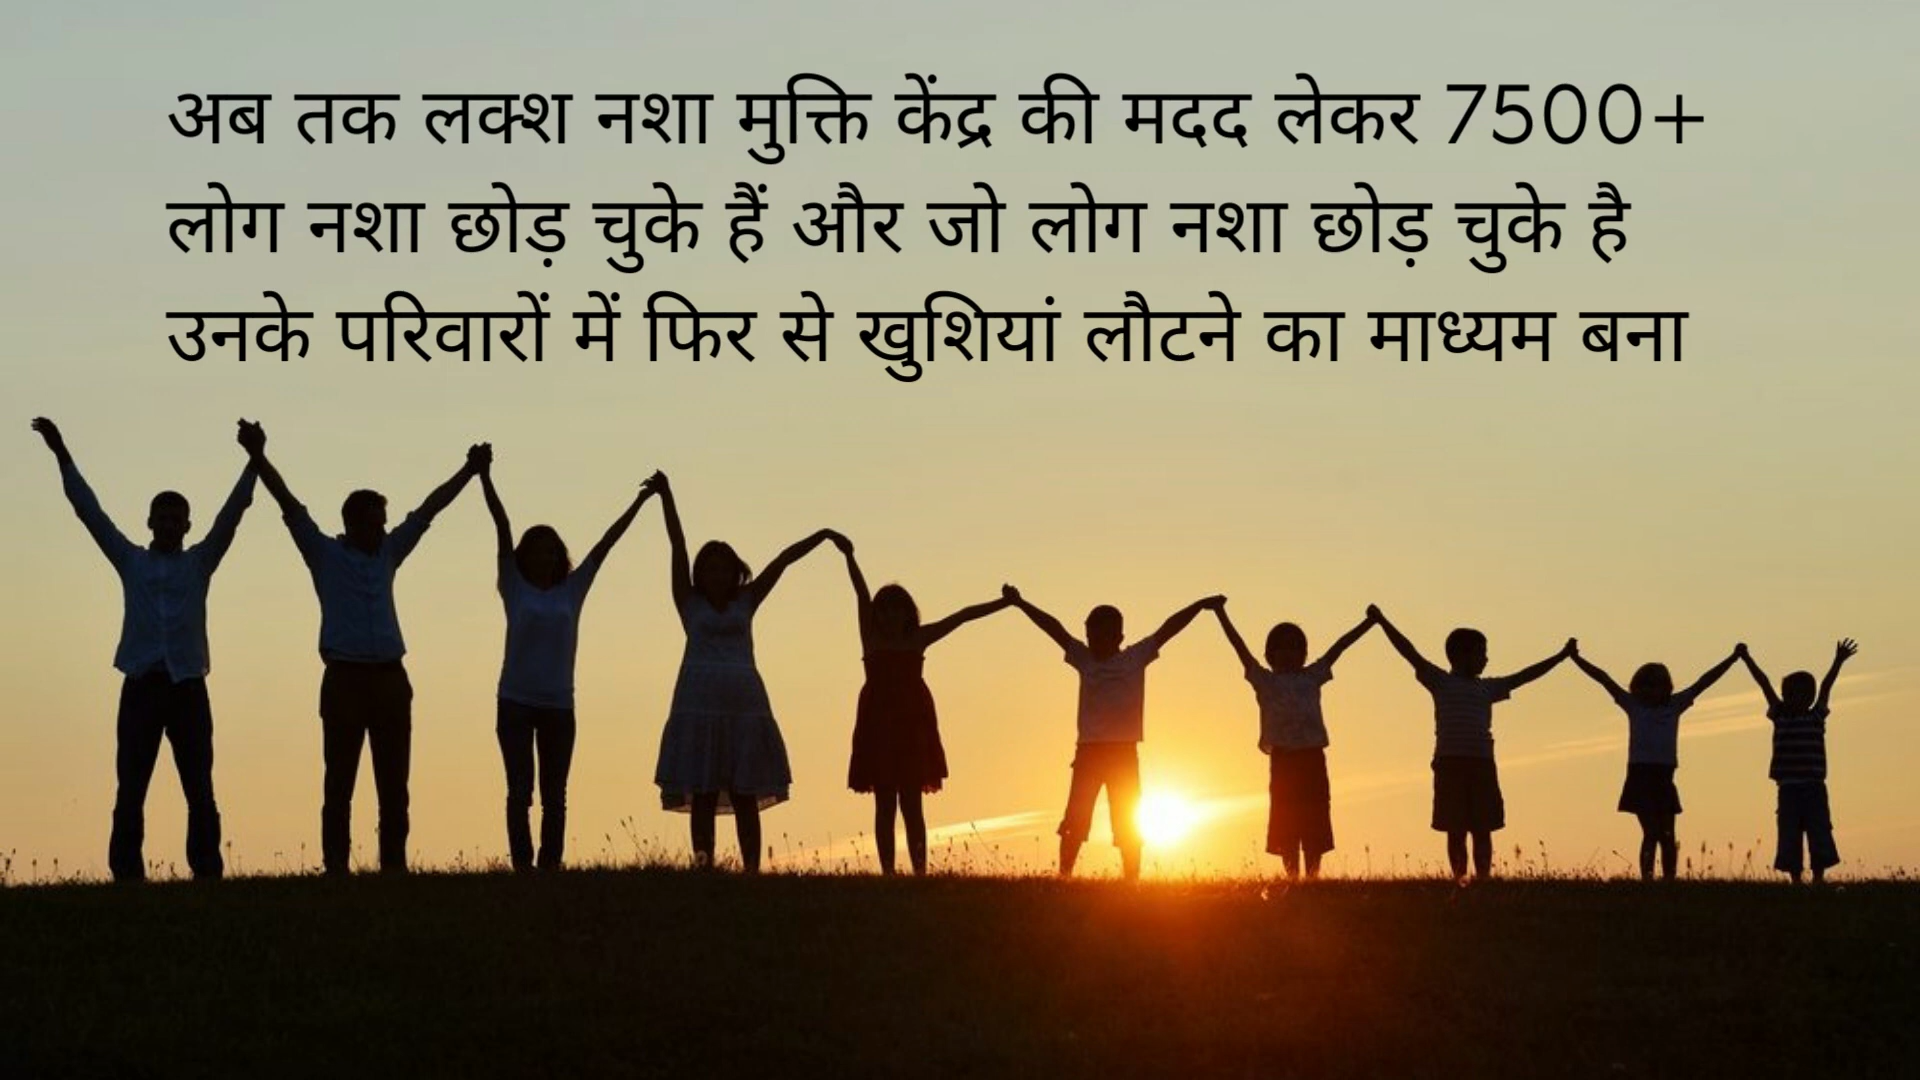 अब तक लक्श नशा मुक्ति केंद्र की मदद लेकर 7500+
लोग नशा छोड़ चुके हैं और जो लोग नशा छोड़ चुके है
उनके परिवारों में फिर से खुशियां लौटने का माध्यम बना